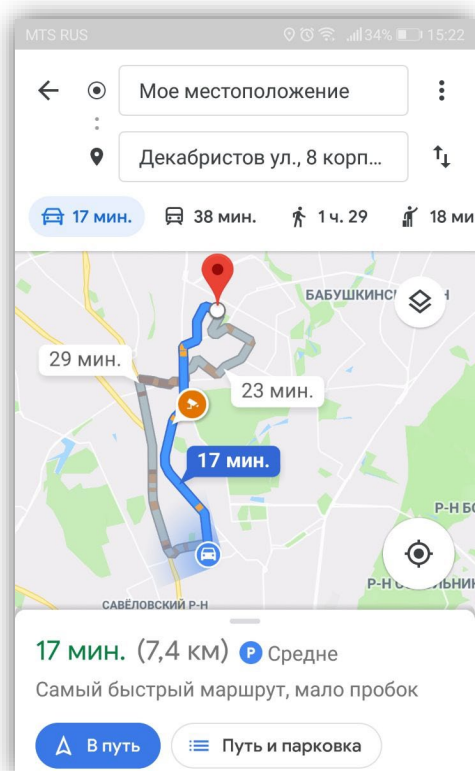 MTS RUS 34% 15:22
Мое местоположение
Декабристов ул., 8 корп...
17 мин. 38 мин. 1 ч. 29 18 ми
БАБУШКИНС Н
29 мин.
23 мин.
17 мин.
Р-Н БО
Р-Н
САВЁЛОВСКИЙ Р-Н
17 мин. (7,4 км) P Средне
Самый быстрый маршрут, мало пробок
В путь Путь и парковка